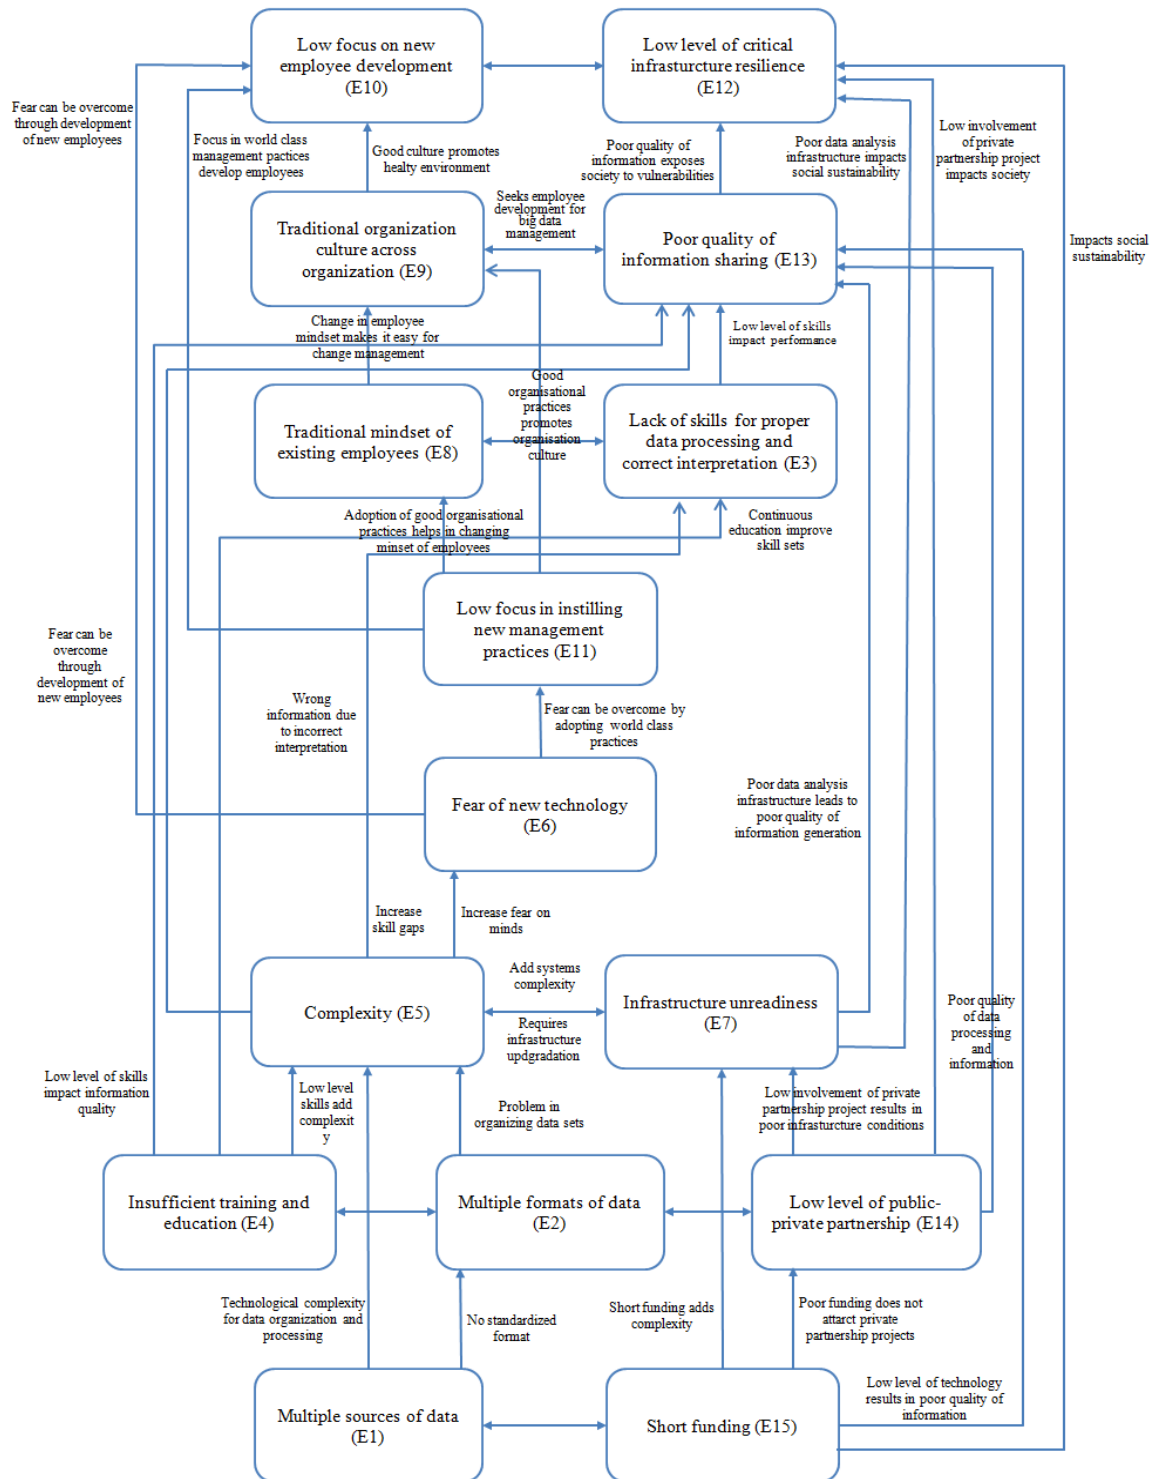 Low focus on new
employee development
(E10)
Low level of critical
infrasturcture resilience
(E12)
Fear can be overcome
through development
of new employees
Focus in world class
management pactices
develop employees
Good culture promotes
healty environment
Poor quality of
information exposes
society to vulnerabilities
Poor data analysis
infrastructure impacts
social sustainability
Low involvement
of private
partnership project
impacts society
Traditional organization
culture across
organization (E9)
Seeks employee
development for
big data
management
Poor quality of
information sharing (E13)
Impacts social
sustainability
Change in employee
mindset makes it easy for
change management
Low level of skills
impact performance
Good
organisational
practices
promotes
organisation
culture
Traditional mindset of
existing employees (E8)
Lack of skills for proper
data processing and
correct interpretation (E3)
Adoption of good organisational
practices helps in changing
minset of employees
Continuous
education improve
skill sets
Low focus in instilling
new management
practices (E11)
Fear can be
overcome
through
development of
new employees
Wrong
information due
to incorrect
interpretation
Fear can be overcome by
adopting world class
practices
Fear of new technology
(E6)
Poor data analysis
infrastructure leads to
poor quality of
information generation
Increase
skill gaps
Increase fear on
minds
Complexity (E5)
Add systems
complexity
Requires
infrastructure
updgradation
Infrastructure unreadiness
(E7)
Poor quality
of data
processing
and
information
Low level of skills
impact information
quality
Low level
skills add
complexit
y
Problem in
organizing data sets
Low involvement of private
partnership project results in
poor infrasturcture conditions
Insufficient training and
education (E4)
Multiple formats of data
(E2)
Low level of public-
private partnership (E14)
Technological complexity
for data organization and
processing
No standardized
format
Short funding adds
complexity
Poor funding does not
attarct private
partnership projects
Low level of technology
results in poor quality of
information
Multiple sources of data
(E1)
Short funding (E15)